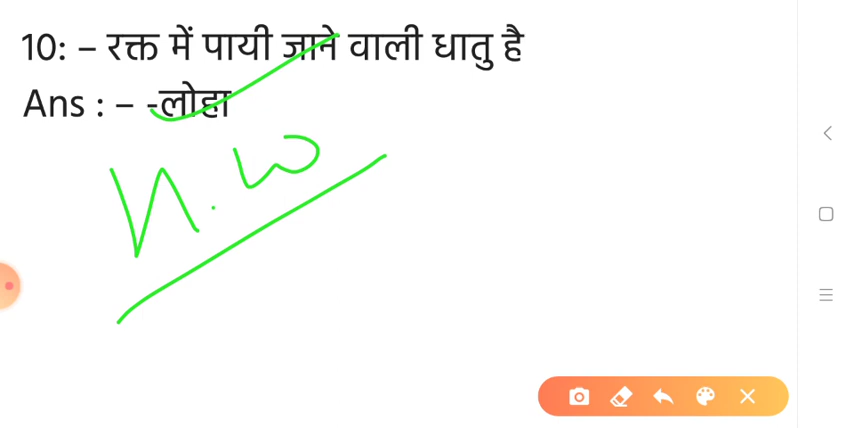 10: – रक्त में पायी जाने वाली धातु है
Ans : – -लोहा
H.W